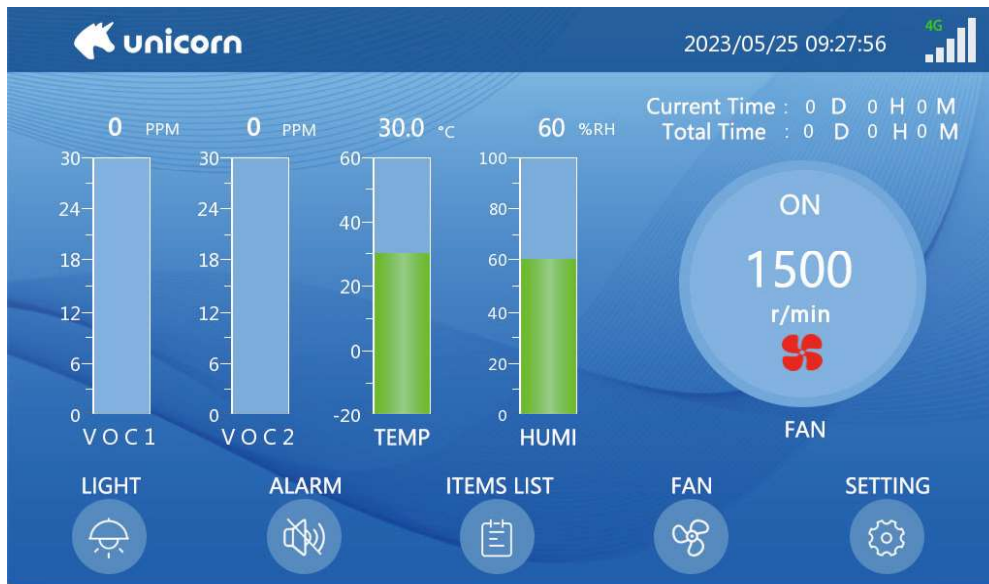 unicorn
2023/05/25 09:27:56
4G
Current Time : 0 D 0 H 0 M
Total Time : 0 D 0 H 0 M
0 PPM
0 PPM
30.0 °C
60 %RH
30
24
18
12
6
0
VOC1
30
24
18
12
6
0
VOC2
60
40
20
0
-20
TEMP
100
80
60
40
20
0
HUMI
ON
1500
r/min
FAN
LIGHT
ALARM
ITEMS LIST
FAN
SETTING